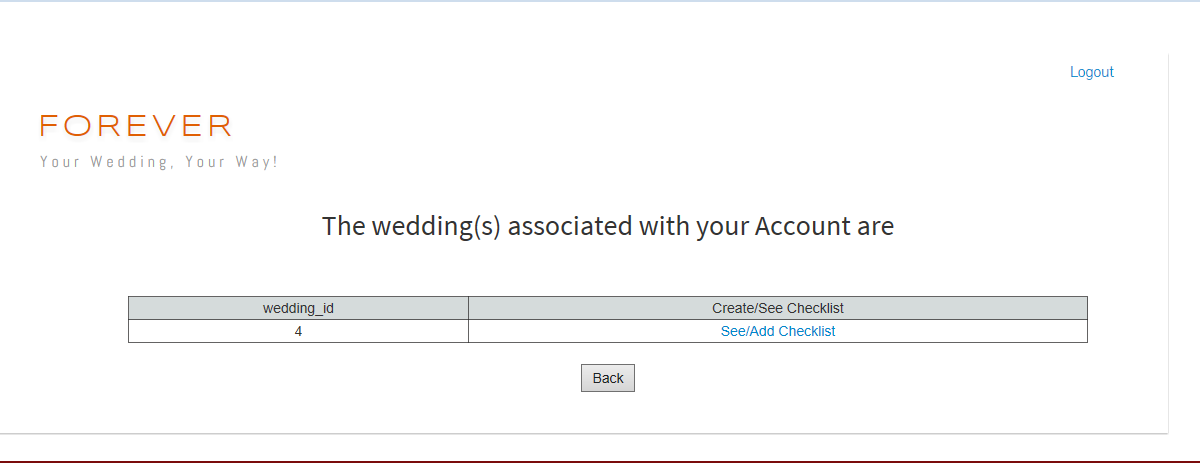 Logout
FOREVER
Your Wedding, Your Way!
The wedding(s) associated with your Account are
wedding_id Create/See Checklist
4 See/Add Checklist
Back